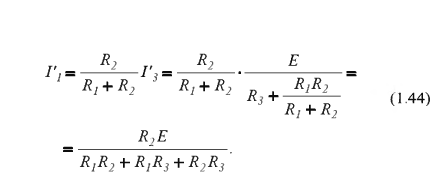 I'₁ = R₂ / (R₁ + R₂) I'₃ = R₂ / (R₁ + R₂) · E / (R₃ + R₁R₂ / (R₁ + R₂)) =
(1.44)
= R₂E / (R₁R₂ + R₁R₃ + R₂R₃).